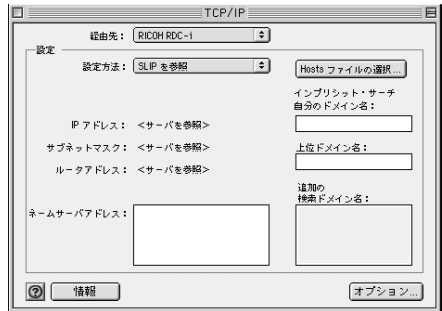 TCP/IP
経由先： RICOH RDC-i
設定
設定方法： SLIP を参照
Hosts ファイルの選択...
インプリシット・サーチ
自分のドメイン名：
IP アドレス： <サーバを参照>
サブネットマスク： <サーバを参照>
上位ドメイン名：
ルータアドレス： <サーバを参照>
追加の
検索ドメイン名：
ネームサーバアドレス：
? 情報
オプション...